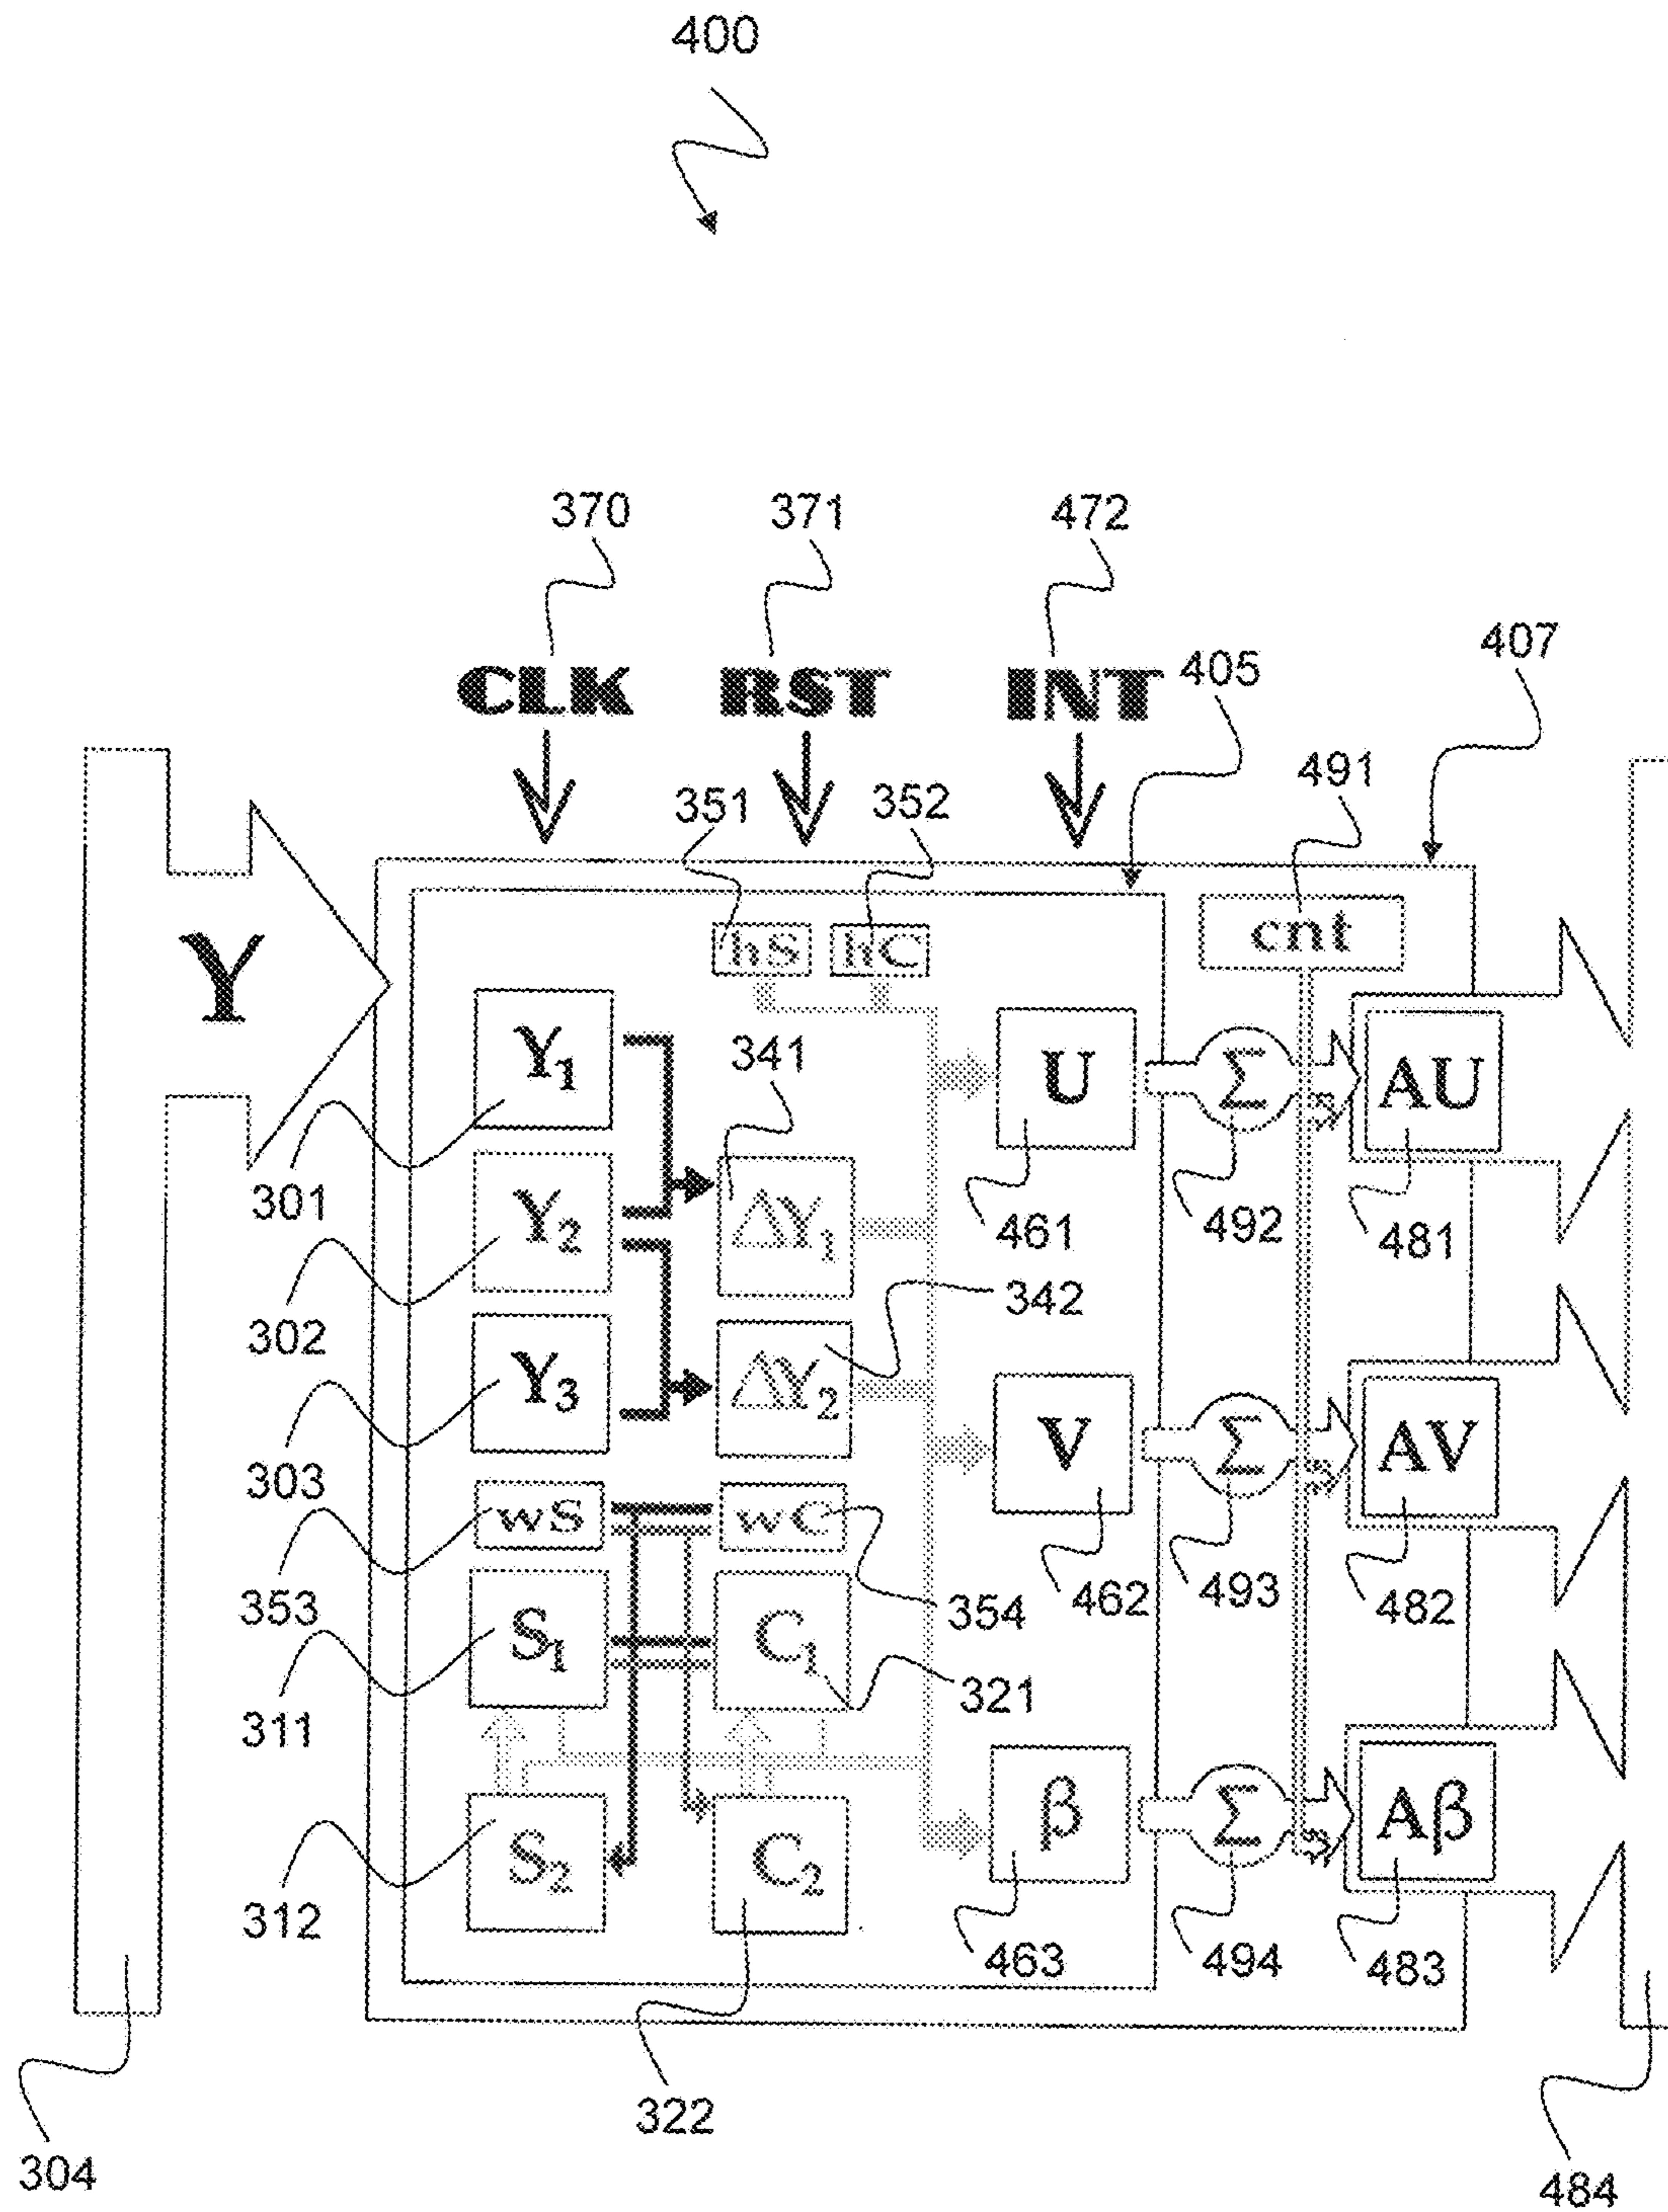 400
370 371 472
CLK RST INT 405 407
351 352 491
hS hC cnt
Y
Y1 U Σ AU
341
301 Y2 ΔY1 461 492 481
302 342
Y3 ΔY2 V Σ AV
303 wS wC
353 354 462 493 482
S1 C1
311 321
β Σ Aβ
312 S2 C2
463 494 483
322
304 484